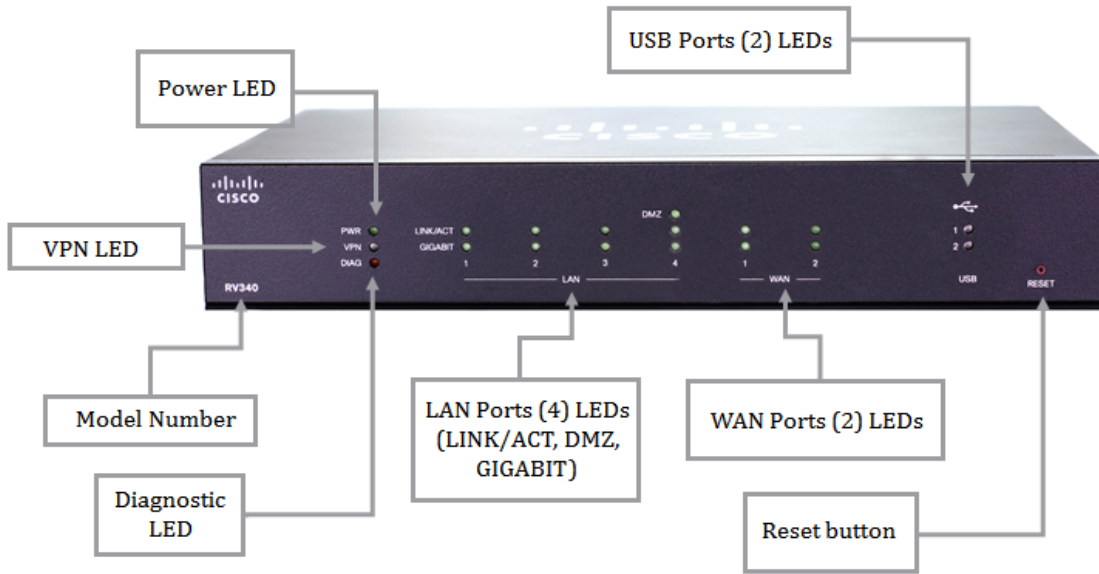 USB Ports (2) LEDs
Power LED
CISCO
CISCO
DMZ
PWR
LINK/ACT
1
VPN LED
VPN
GIGABIT
2
DIAG
1
2
3
4
1
2
LAN
WAN
USB
RV340
RESET
Model Number
LAN Ports (4) LEDs
(LINK/ACT, DMZ,
GIGABIT)
WAN Ports (2) LEDs
Diagnostic
LED
Reset button